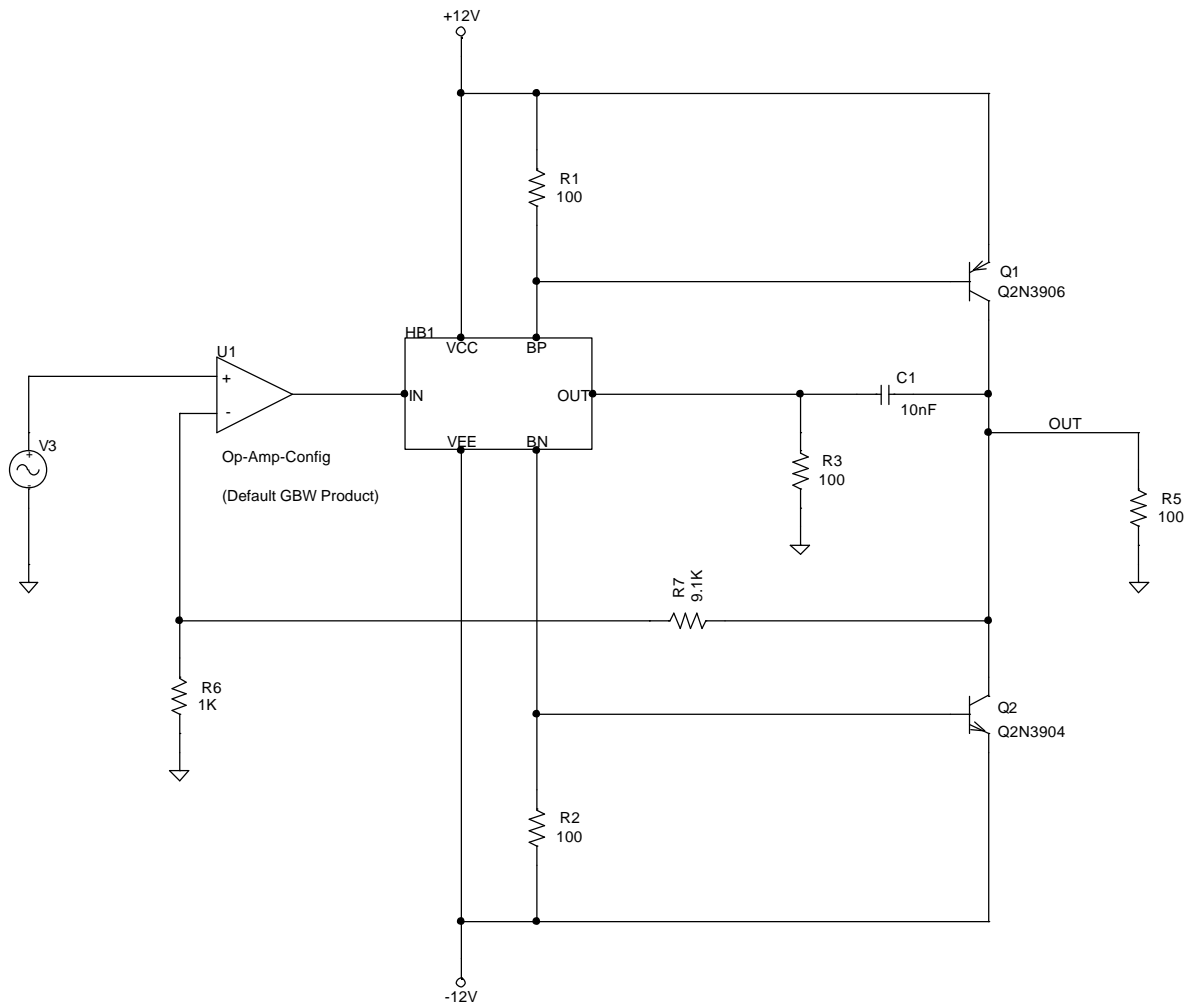 +12V
R1
100
Q1
Q2N3906
HB1
VCC
BP
U1
+
-
IN
OUT
C1
10nF
VEE
BN
OUT
V3
+
-
Op-Amp-Config
(Default GBW Product)
R3
100
R5
100
R7
9.1K
R6
1K
Q2
Q2N3904
R2
100
-12V